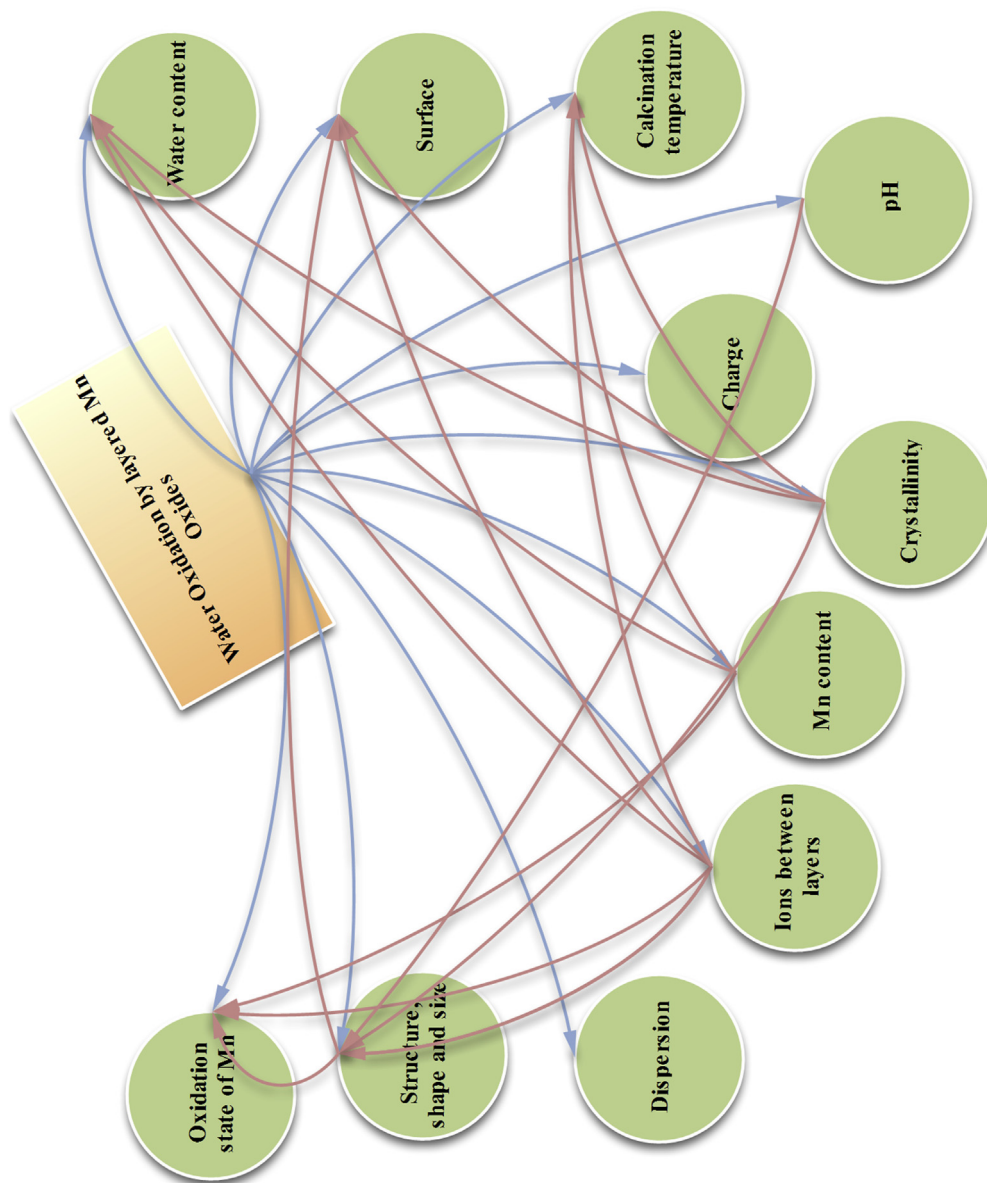 Water Oxidation by layered Mn
Oxides
Oxidation
state of Mn
Structure,
shape and size
Dispersion
Ions between
layers
Mn content
Crystallinity
Charge
pH
Calcination
temperature
Surface
Water content